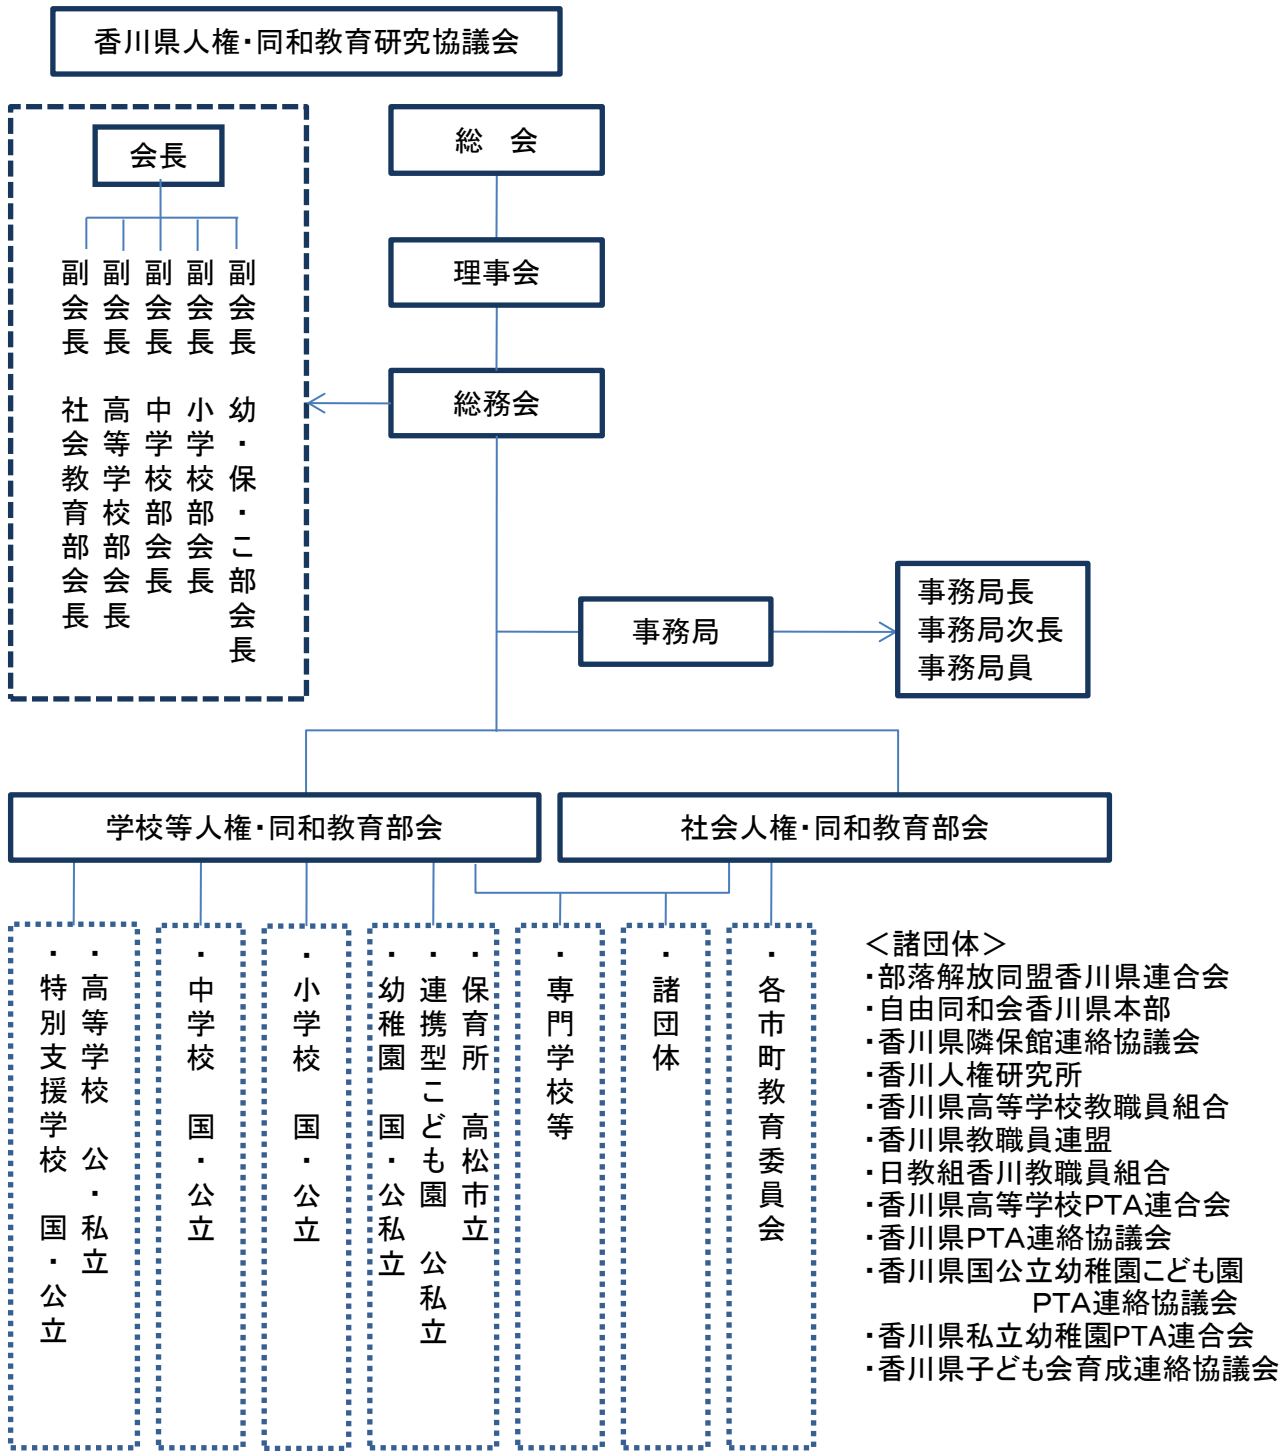 香川県人権・同和教育研究協議会
総　会
会長
理事会
副会長　幼・保・こ部会長
副会長　小学校部会長
副会長　中学校部会長
副会長　高等学校部会長
副会長　社会教育部会長
総務会
事務局
事務局長
事務局次長
事務局員
学校等人権・同和教育部会
社会人権・同和教育部会
・高等学校　公・私立
・特別支援学校　国・公立
・中学校　国・公立
・小学校　国・公立
・保育所　高松市立
・連携型こども園　公私立
・幼稚園　国・公私立
・専門学校等
・諸団体
・各市町教育委員会
＜諸団体＞
・部落解放同盟香川県連合会
・自由同和会香川県本部
・香川県隣保館連絡協議会
・香川人権研究所
・香川県高等学校教職員組合
・香川県教職員連盟
・日教組香川教職員組合
・香川県高等学校PTA連合会
・香川県PTA連絡協議会
・香川県国公立幼稚園こども園
PTA連絡協議会
・香川県私立幼稚園PTA連合会
・香川県子ども会育成連絡協議会